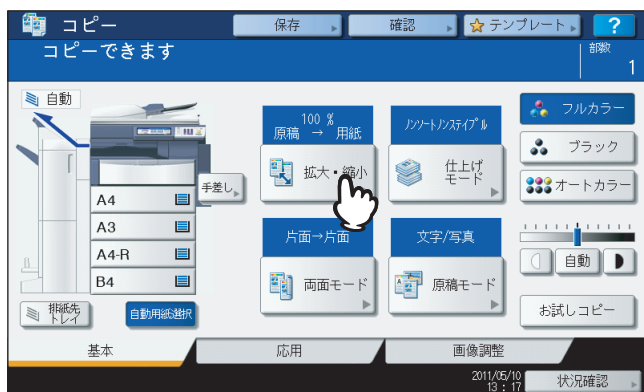 コピー
保存
確認
テンプレート
?
コピーできます
部数
1
自動
100 %
原稿 → 用紙
ノンソートノンステイプル
フルカラー
拡大・縮小
仕上げ
モード
ブラック
手差し
オートカラー
A4
A3
A4-R
B4
片面→片面
文字/写真
両面モード
原稿モード
自動
排紙先
トレイ
自動用紙選択
お試しコピー
基本
応用
画像調整
2011/05/10
13 : 17
状況確認